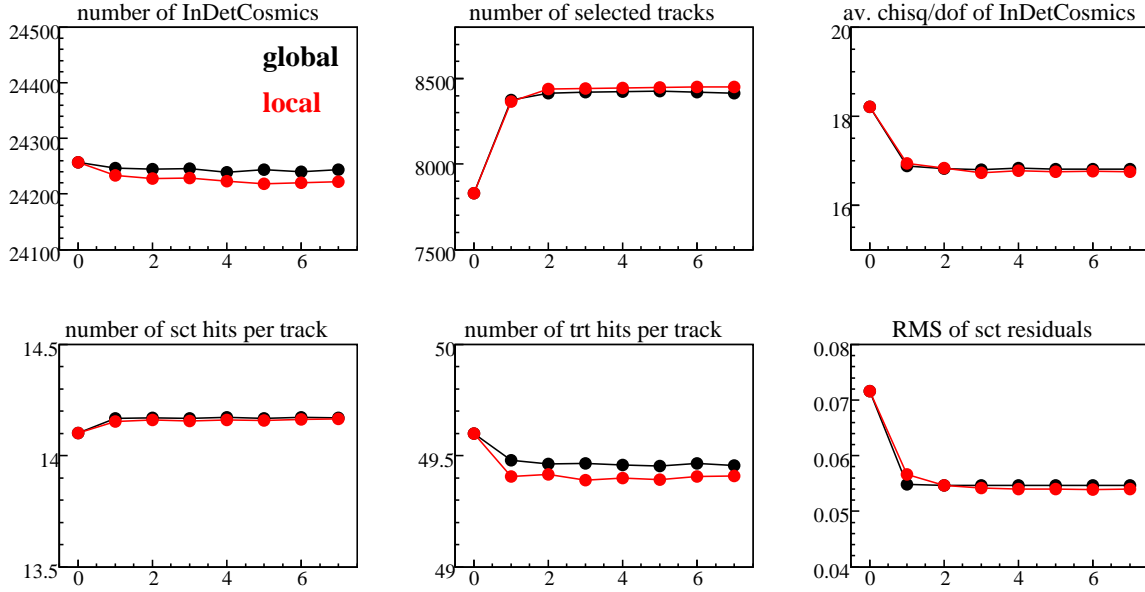 number of InDetCosmics
24500
24400
24300
24200
24100
0 2 4 6
global
local
number of selected tracks
8500
8000
7500
0 2 4 6
av. chisq/dof of InDetCosmics
20
18
16
0 2 4 6
number of sct hits per track
14.5
14
13.5
0 2 4 6
number of trt hits per track
50
49.5
49
0 2 4 6
RMS of sct residuals
0.08
0.07
0.06
0.05
0.04
0 2 4 6